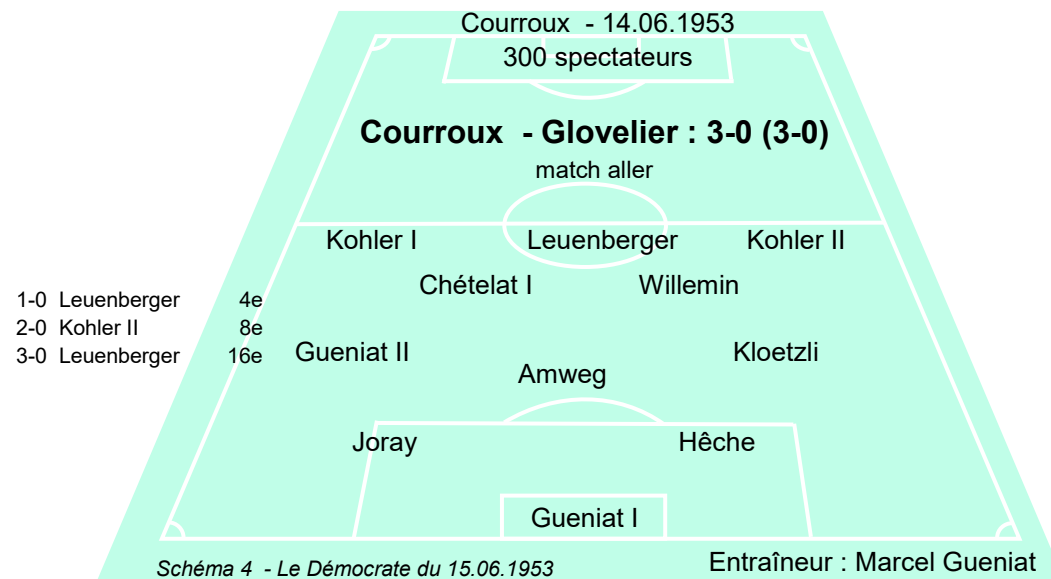 Courroux - 14.06.1953
300 spectateurs
Courroux - Glovelier : 3-0 (3-0)
match aller
Kohler I Leuenberger Kohler II
Chételat I Willemin
1-0 Leuenberger 4e
2-0 Kohler II 8e
3-0 Leuenberger 16e
Gueniat II Kloetzli
Amweg
Joray Hêche
Gueniat I
Schéma 4 - Le Démocrate du 15.06.1953
Entraîneur : Marcel Gueniat